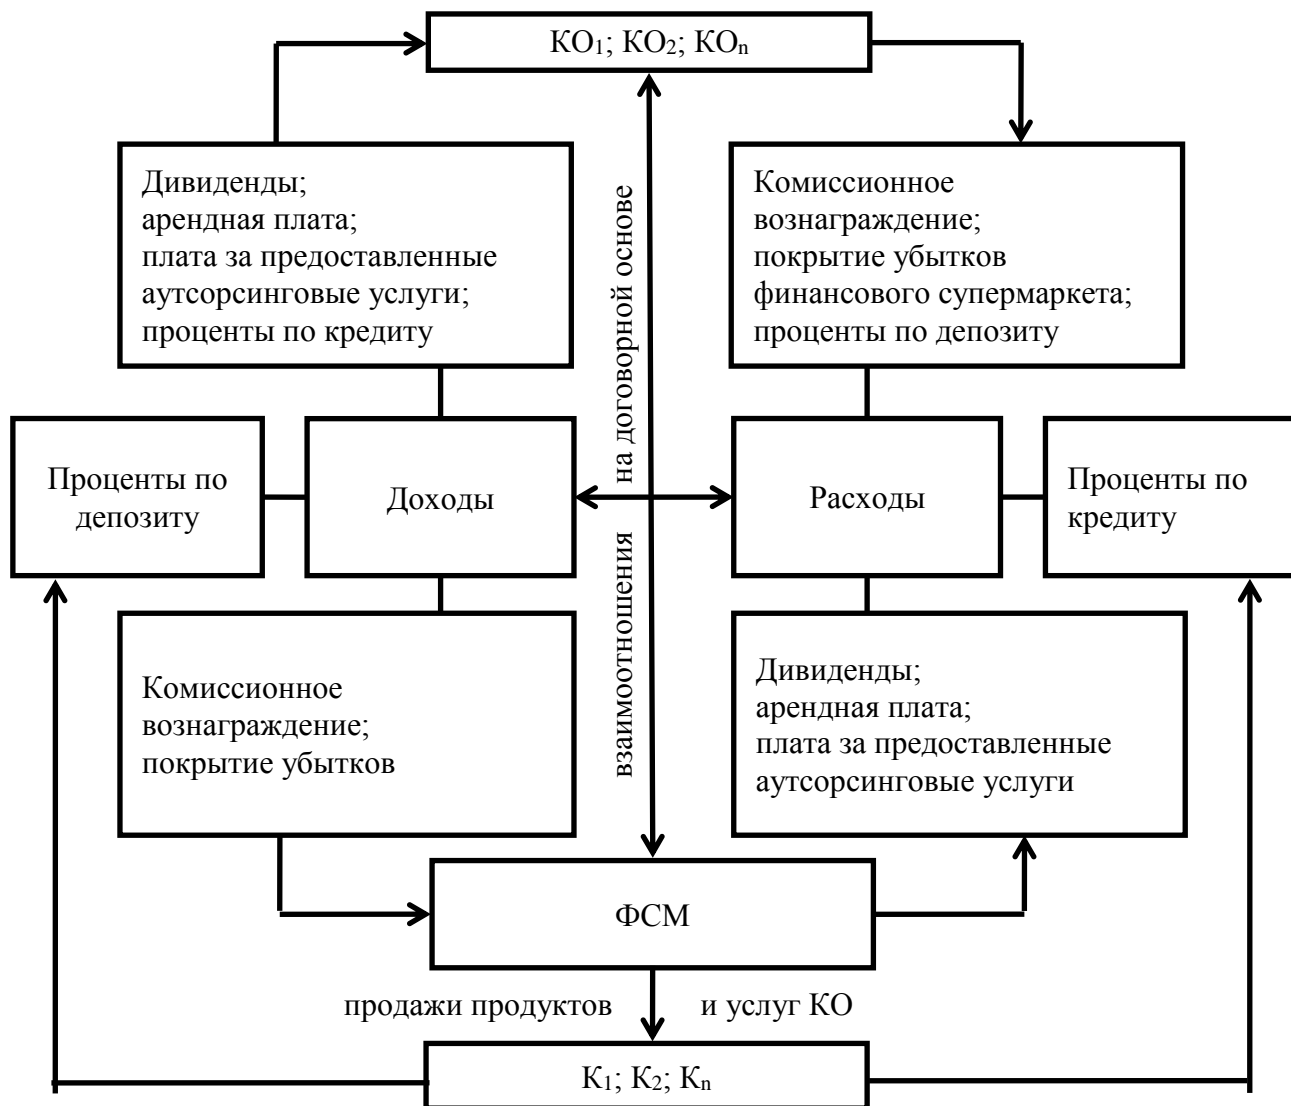 КО₁; КО₂; КОₙ
Дивиденды;
арендная плата;
плата за предоставленные
аутсорсинговые услуги;
проценты по кредиту
Комиссионное
вознаграждение;
покрытие убытков
финансового супермаркета;
проценты по депозиту
взаимоотношения на договорной основе
Проценты по
депозиту
Доходы
Расходы
Проценты по
кредиту
Комиссионное
вознаграждение;
покрытие убытков
Дивиденды;
арендная плата;
плата за предоставленные
аутсорсинговые услуги
ФСМ
продажи продуктов и услуг КО
К₁; К₂; Кₙ